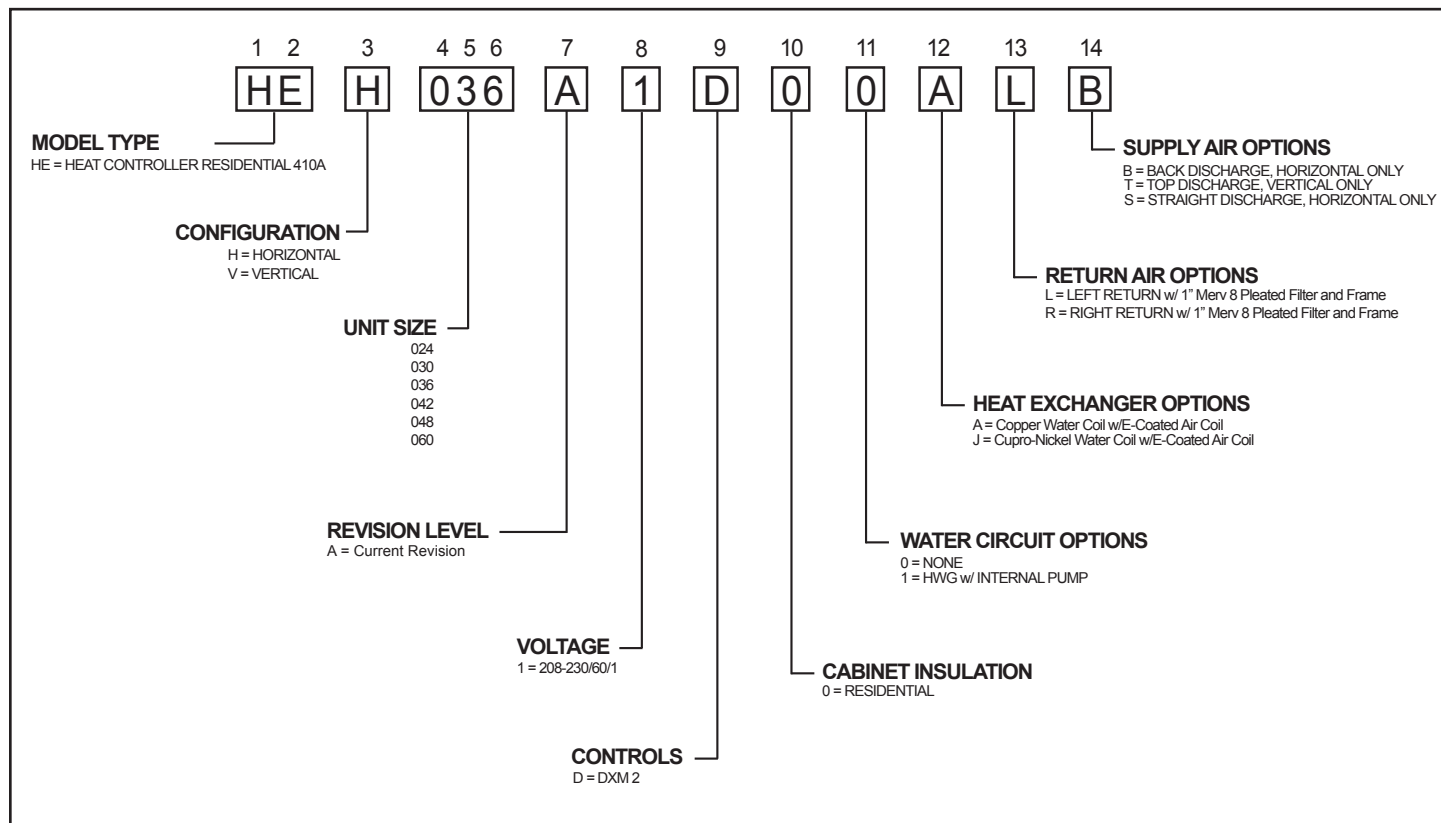 1 2 3 4 5 6 7 8 9 10 11 12 13 14
HE H 036 A 1 D 0 0 A L B
MODEL TYPE
HE = HEAT CONTROLLER RESIDENTIAL 410A
CONFIGURATION
H = HORIZONTAL
V = VERTICAL
UNIT SIZE
024
030
036
042
048
060
REVISION LEVEL
A = Current Revision
VOLTAGE
1 = 208-230/60/1
CONTROLS
D = DXM 2
CABINET INSULATION
0 = RESIDENTIAL
WATER CIRCUIT OPTIONS
0 = NONE
1 = HWG w/ INTERNAL PUMP
HEAT EXCHANGER OPTIONS
A = Copper Water Coil w/E-Coated Air Coil
J = Cupro-Nickel Water Coil w/E-Coated Air Coil
RETURN AIR OPTIONS
L = LEFT RETURN w/ 1” Merv 8 Pleated Filter and Frame
R = RIGHT RETURN w/ 1” Merv 8 Pleated Filter and Frame
SUPPLY AIR OPTIONS
B = BACK DISCHARGE, HORIZONTAL ONLY
T = TOP DISCHARGE, VERTICAL ONLY
S = STRAIGHT DISCHARGE, HORIZONTAL ONLY